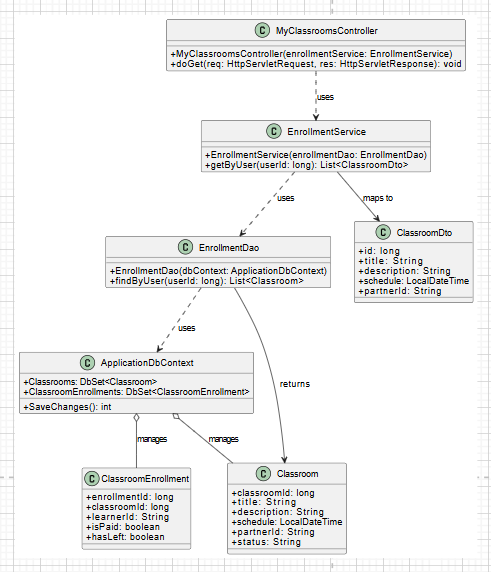 C MyClassroomsController
+MyClassroomsController(enrollmentService: EnrollmentService)
+doGet(req: HttpServletRequest, res: HttpServletResponse): void
uses
C EnrollmentService
+EnrollmentService(enrollmentDao: EnrollmentDao)
+getByUser(userId: long): List<ClassroomDto>
uses
maps to
C ClassroomDto
+id: long
+title: String
+description: String
+schedule: LocalDateTime
+partnerId: String
C EnrollmentDao
+EnrollmentDao(dbContext: ApplicationDbContext)
+findByUser(userId: long): List<Classroom>
uses
returns
C ApplicationDbContext
+Classrooms: DbSet<Classroom>
+ClassroomEnrollments: DbSet<ClassroomEnrollment>
+SaveChanges(): int
manages
manages
C ClassroomEnrollment
+enrollmentId: long
+classroomId: long
+learnerId: String
+isPaid: boolean
+hasLeft: boolean
C Classroom
+classroomId: long
+title: String
+description: String
+schedule: LocalDateTime
+partnerId: String
+status: String